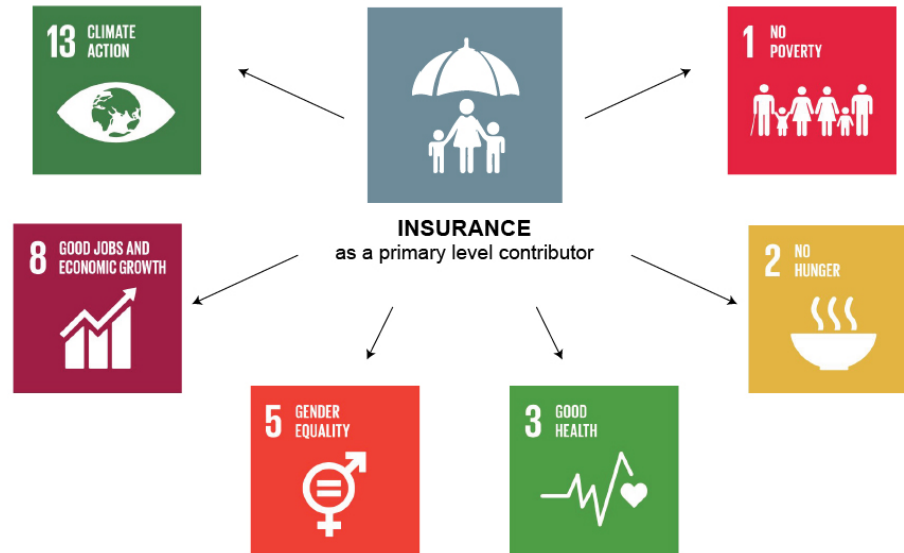 13 CLIMATE
ACTION
1 NO
POVERTY
INSURANCE
as a primary level contributor
8 GOOD JOBS AND
ECONOMIC GROWTH
2 NO
HUNGER
5 GENDER
EQUALITY
3 GOOD
HEALTH